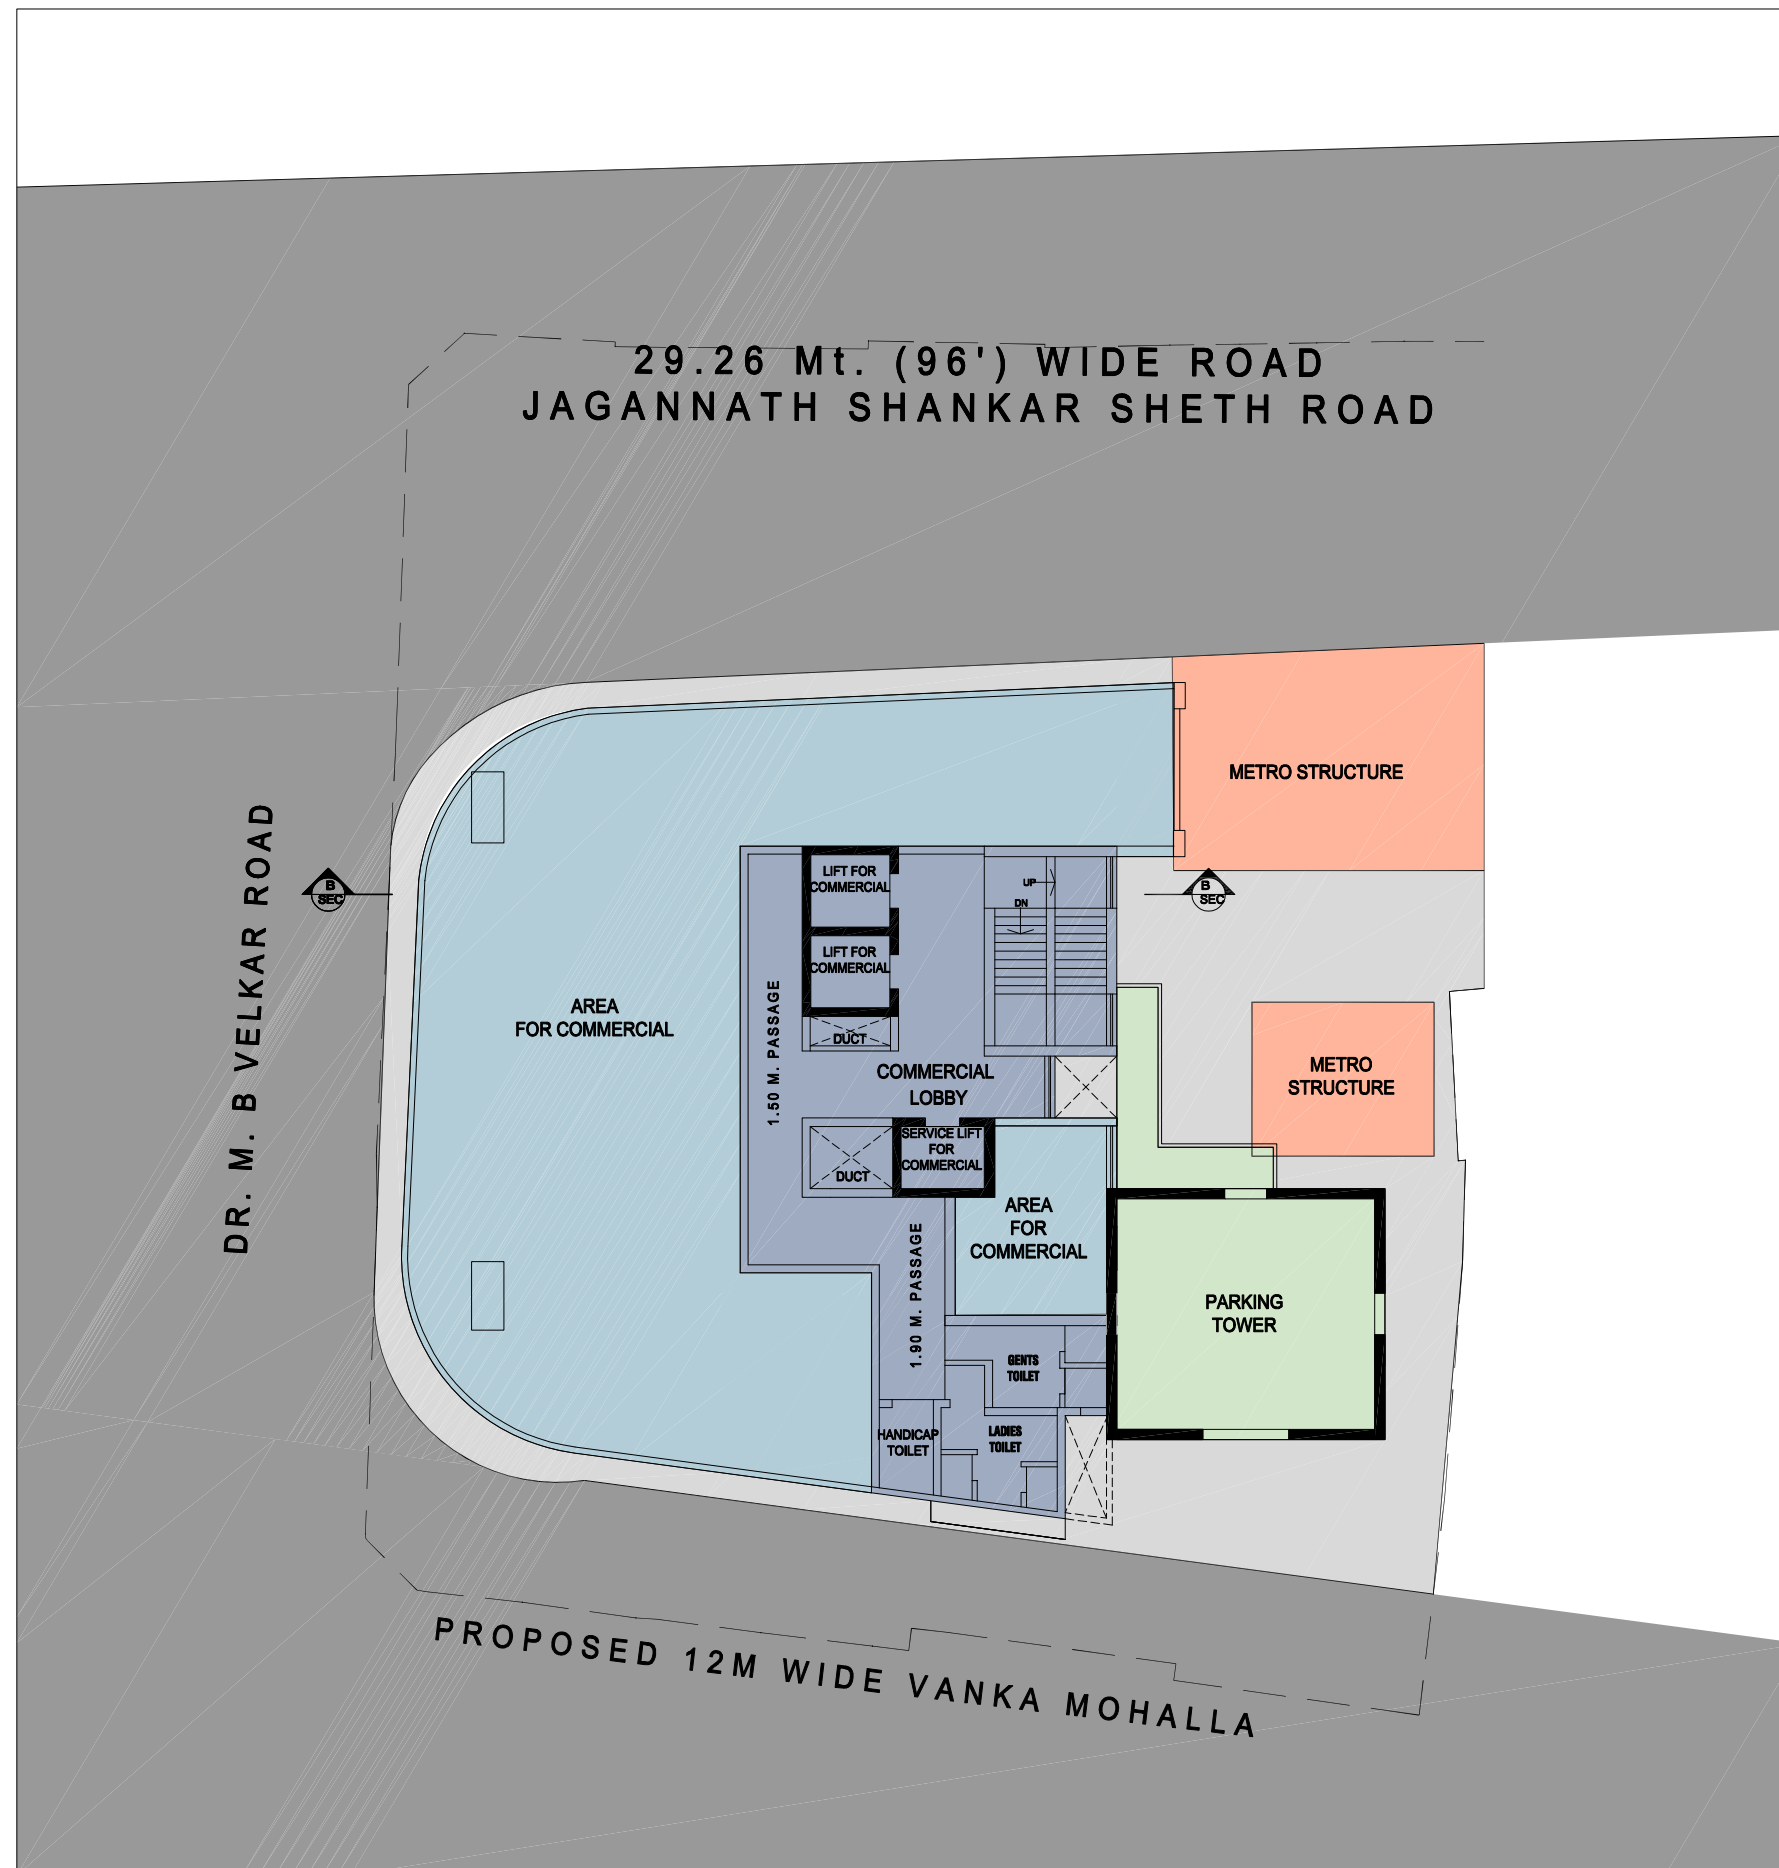 29.26 Mt. (96') WIDE ROAD
JAGANNATH SHANKAR SHETH ROAD
METRO STRUCTURE
DR. M. B VELKAR ROAD
B
SEC
B
SEC
LIFT FOR
COMMERCIAL
UP
DN
LIFT FOR
COMMERCIAL
AREA
FOR COMMERCIAL
1.50 M. PASSAGE
DUCT
COMMERCIAL
LOBBY
METRO
STRUCTURE
SERVICE LIFT
FOR
COMMERCIAL
DUCT
AREA
FOR
COMMERCIAL
1.90 M. PASSAGE
PARKING
TOWER
GENTS
TOILET
HANDICAP
TOILET
LADIES
TOILET
PROPOSED 12M WIDE VANKA MOHALLA